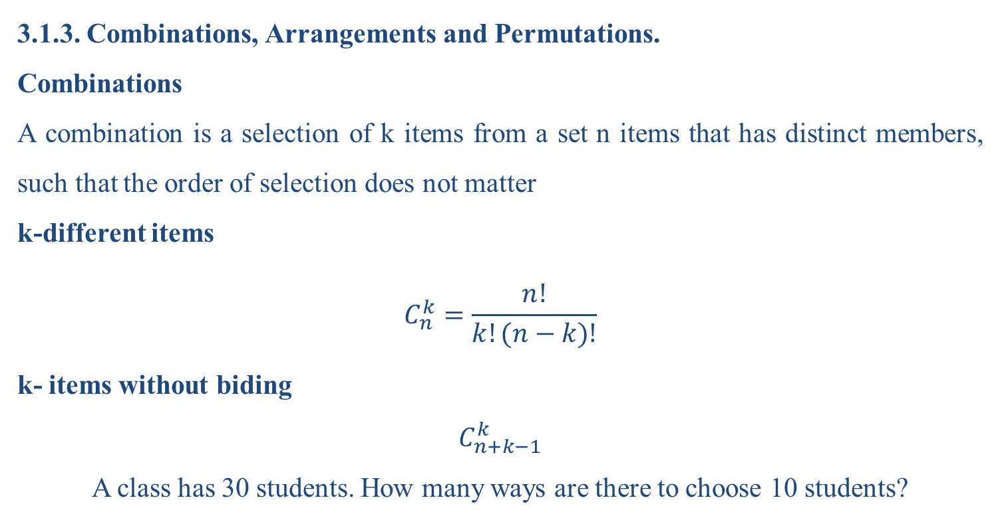 3.1.3. Combinations, Arrangements and Permutations.
Combinations
A combination is a selection of k items from a set n items that has distinct members,
such that the order of selection does not matter
k-different items
$C_n^k = \frac{n!}{k!(n-k)!}$
k- items without biding
$C_{n+k-1}^k$
A class has 30 students. How many ways are there to choose 10 students?